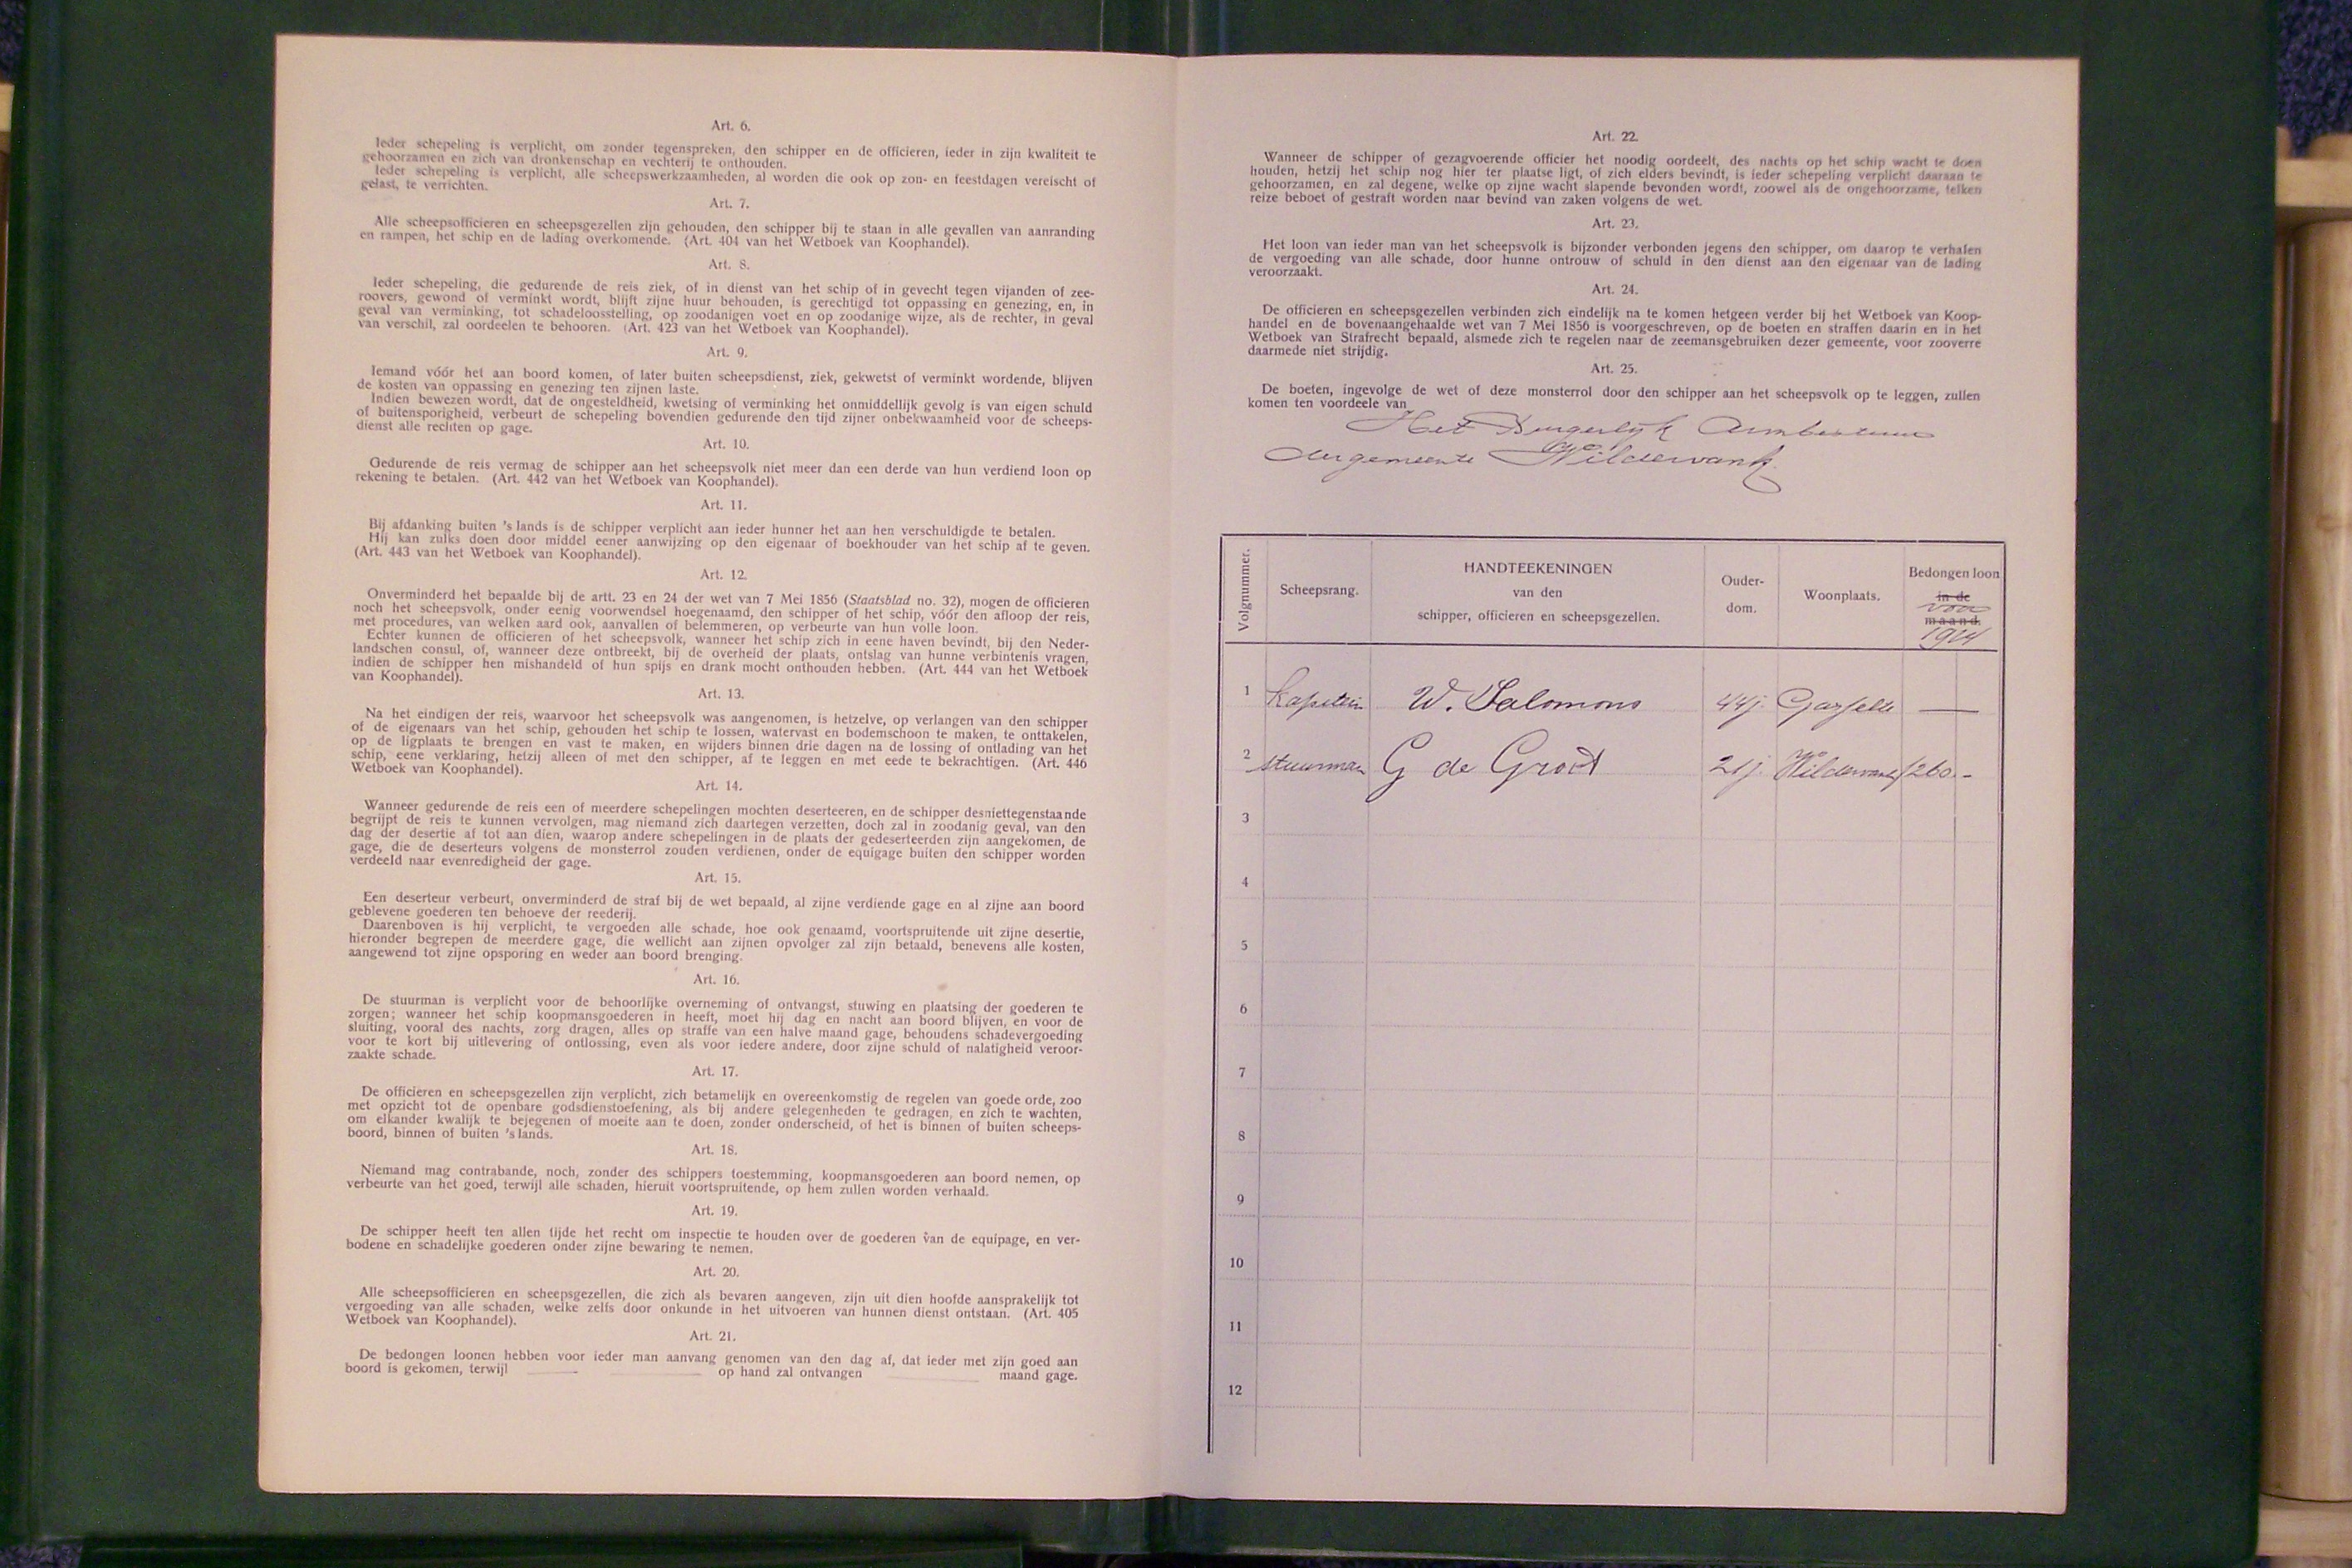 Art. 6.
Ieder schepeling is verplicht, om zonder tegenspreken, den schipper en de officieren, ieder in zijn kwaliteit te
gehoorzamen en zich van dronkenschap en vechterij te onthouden.
Ieder schepeling is verplicht, alle scheepswerkzaamheden, al worden die ook op zon- en feestdagen vereischt of
gelast, te verrichten.
Art. 7.
Alle scheepsofficieren en scheepsgezellen zijn gehouden, den schipper bij te staan in alle gevallen van aanranding
en rampen, het schip en de lading overkomende. (Art. 404 van het Wetboek van Koophandel).
Art. 8.
Ieder schepeling, die gedurende de reis ziek, of in dienst van het schip of in gevecht tegen vijanden of zee-
roovers, gewond of verminkt wordt, blijft zijne huur behouden, is gerechtigd tot oppassing en genezing, en, in
geval van verminking, tot schadeloosstelling, op zoodanigen voet en op zoodanige wijze, als de rechter, in geval
van verschil, zal oordeelen te behooren. (Art. 423 van het Wetboek van Koophandel).
Art. 9.
Iemand vóór het aan boord komen, of later buiten scheepsdienst, ziek, gekwetst of verminkt wordende, blijven
de kosten van oppassing en genezing ten zijnen laste.
Indien bewezen wordt, dat de ongesteldheid, kwetsing of verminking het onmiddellijk gevolg is van eigen schuld
of buitensporigheid, verbeurt de schepeling bovendien gedurende den tijd zijner onbekwaamheid voor de scheeps-
dienst alle rechten op gage.
Art. 10.
Gedurende de reis vermag de schipper aan het scheepsvolk niet meer dan een derde van hun verdiend loon op
rekening te betalen. (Art. 442 van het Wetboek van Koophandel).
Art. 11.
Bij afdanking buiten 's lands is de schipper verplicht aan ieder hunner het aan hen verschuldigde te betalen.
Hij kan zulks doen door middel eener aanwijzing op den eigenaar of boekhouder van het schip af te geven.
(Art. 443 van het Wetboek van Koophandel).
Art. 12.
Onverminderd het bepaalde bij de artt. 23 en 24 der wet van 7 Mei 1856 (Staatsblad no. 32), mogen de officieren
noch het scheepsvolk, onder eenig voorwendsel hoegenaamd, den schipper of het schip, vóór den afloop der reis,
met procedures, van welken aard ook, aanvallen of belemmeren, op verbeurte van hun volle loon.
Echter kunnen de officieren of het scheepsvolk, wanneer het schip zich in eene haven bevindt, bij den Neder-
landschen consul, of, wanneer deze ontbreekt, bij de overheid der plaats, ontslag van hunne verbintenis vragen,
indien de schipper hen mishandeld of hun spijs en drank mocht onthouden hebben. (Art. 444 van het Wetboek
van Koophandel).
Art. 13.
Na het eindigen der reis, waarvoor het scheepsvolk was aangenomen, is hetzelve, op verlangen van den schipper
of de eigenaars van het schip, gehouden het schip te lossen, watervast en bodemschoon te maken, te onttakelen,
op de ligplaats te brengen en vast te maken, en wijders binnen drie dagen na de lossing of ontlading van het
schip, eene verklaring, hetzij alleen of met den schipper, af te leggen en met eede te bekrachtigen. (Art. 446
Wetboek van Koophandel).
Art. 14.
Wanneer gedurende de reis een of meerdere schepelingen mochten deserteeren, en de schipper desniettegenstaande
begrijpt de reis te kunnen vervolgen, mag niemand zich daartegen verzetten, doch zal in zoodanig geval, van den
dag der desertie af tot aan dien, waarop andere schepelingen in de plaats der gedeserteerden zijn aangekomen, de
gage, die de deserteurs volgens de monsterrol zouden verdienen, onder de equigage buiten den schipper worden
verdeeld naar evenredigheid der gage.
Art. 15.
Een deserteur verbeurt, onverminderd de straf bij de wet bepaald, al zijne verdiende gage en al zijne aan boord
geblevene goederen ten behoeve der reederij.
Daarenboven is hij verplicht, te vergoeden alle schade, hoe ook genaamd, voortspruitende uit zijne desertie,
hieronder begrepen de meerdere gage, die wellicht aan zijnen opvolger zal zijn betaald, benevens alle kosten,
aangewend tot zijne opsporing en weder aan boord brenging.
Art. 16.
De stuurman is verplicht voor de behoorlijke overneming of ontvangst, stuwing en plaatsing der goederen te
zorgen; wanneer het schip koopmansgoederen in heeft, moet hij dag en nacht aan boord blijven, en voor de
sluiting, vooral des nachts, zorg dragen, alles op straffe van een halve maand gage, behoudens schadevergoeding
voor te kort bij uitlevering of ontlossing, even als voor iedere andere, door zijne schuld of nalatigheid veroor-
zaakte schade.
Art. 17.
De officieren en scheepsgezellen zijn verplicht, zich betamelijk en overeenkomstig de regelen van goede orde, zoo
met opzicht tot de openbare godsdienstoefening, als bij andere gelegenheden te gedragen, en zich te wachten,
om elkander kwalijk te bejegenen of moeite aan te doen, zonder onderscheid, of het is binnen of buiten scheeps-
boord, binnen of buiten 's lands.
Art. 18.
Niemand mag contrabande, noch, zonder des schippers toestemming, koopmansgoederen aan boord nemen, op
verbeurte van het goed, terwijl alle schaden, hieruit voortspruitende, op hem zullen worden verhaald.
Art. 19.
De schipper heeft ten allen tijde het recht om inspectie te houden over de goederen van de equipage, en ver-
bodene en schadelijke goederen onder zijne bewaring te nemen.
Art. 20.
Alle scheepsofficieren en scheepsgezellen, die zich als bevaren aangeven, zijn uit dien hoofde aansprakelijk tot
vergoeding van alle schaden, welke zelfs door onkunde in het uitvoeren van hunnen dienst ontstaan. (Art. 405
Wetboek van Koophandel).
Art. 21.
De bedongen loonen hebben voor ieder man aanvang genomen van den dag af, dat ieder met zijn goed aan
boord is gekomen, terwijl op hand zal ontvangen maand gage.
Art. 22.
Wanneer de schipper of gezagvoerende officier het noodig oordeelt, des nachts op het schip wacht te doen
houden, hetzij het schip nog hier ter plaatse ligt, of zich elders bevindt, is ieder schepeling verplicht daaraan te
gehoorzamen, en zal degene, welke op zijne wacht slapende bevonden wordt, zoowel als de ongehoorzame, telken
reize beboet of gestraft worden naar bevind van zaken volgens de wet.
Art. 23.
Het loon van ieder man van het scheepsvolk is bijzonder verbonden jegens den schipper, om daarop te verhalen
de vergoeding van alle schade, door hunne ontrouw of schuld in den dienst aan den eigenaar van de lading
veroorzaakt.
Art. 24.
De officieren en scheepsgezellen verbinden zich eindelijk na te komen hetgeen verder bij het Wetboek van Koop-
handel en de bovenaangehaalde wet van 7 Mei 1856 is voorgeschreven, op de boeten en straffen daarin en in het
Wetboek van Strafrecht bepaald, alsmede zich te regelen naar de zeemansgebruiken dezer gemeente, voor zooverre
daarmede niet strijdig.
Art. 25.
De boeten, ingevolge de wet of deze monsterrol door den schipper aan het scheepsvolk op te leggen, zullen
komen ten voordeele van
Het Burgerlijk Armbestuur
der gemeente Wildervank
Volgnummer.
Scheepsrang.
HANDTEEKENINGEN
van den
schipper, officieren en scheepsgezellen.
Ouder-
dom.
Woonplaats.
Bedongen loon
in de
voor
maand.
1914
1 Kapitein W. Salomons 44 j. Gasselte —
2 stuurman G de Groot 21 j. Wildervank f 260.-
3
4
5
6
7
8
9
10
11
12